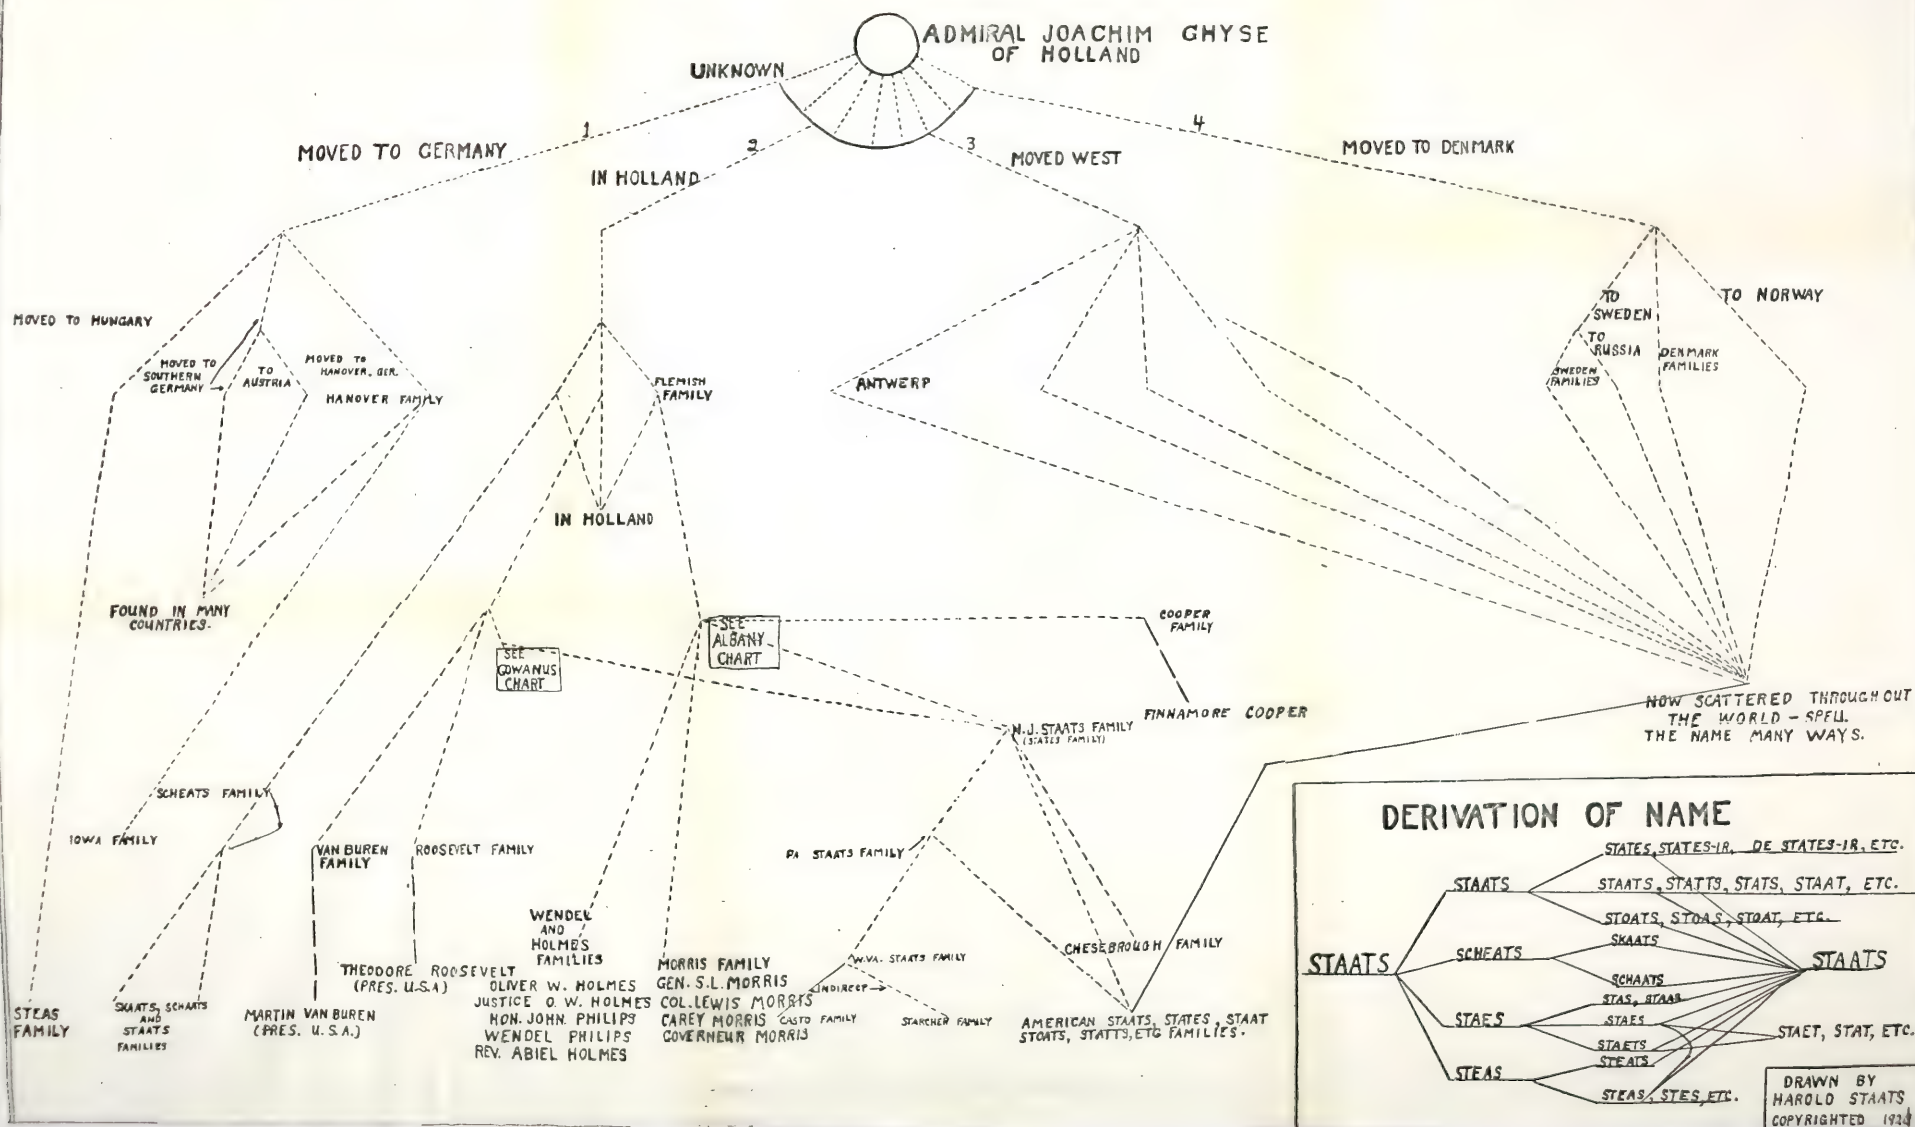 ADMIRAL JOACHIM GHYSE
OF HOLLAND
UNKNOWN
1
2
3
4
MOVED TO GERMANY
IN HOLLAND
MOVED WEST
MOVED TO DENMARK
MOVED TO HUNGARY
MOVED TO
SOUTHERN
GERMANY
TO
AUSTRIA
MOVED TO
HANOVER, GER.
HANOVER FAMILY
FLEMISH
FAMILY
ANTWERP
TO
SWEDEN
TO
RUSSIA
SWEDEN
FAMILIES
DENMARK
FAMILIES
TO NORWAY
IN HOLLAND
FOUND IN MANY
COUNTRIES.
SEE
GOWANUS
CHART
SEE
ALBANY
CHART
COOPER
FAMILY
FINNAMORE COOPER
N.J. STAATS FAMILY
(STATES FAMILY)
NOW SCATTERED THROUGHOUT
THE WORLD - SPELL
THE NAME MANY WAYS.
SCHEATS FAMILY
IOWA FAMILY
VAN BUREN
FAMILY
ROOSEVELT FAMILY
PA STAATS FAMILY
WENDEL
AND
HOLMES
FAMILIES
CHESEBROUGH FAMILY
W.VA. STAATS FAMILY
INDIRECT
CASTO FAMILY
STARCHER FAMILY
STEAS
FAMILY
SKAATS, SCHAATS
AND
STAATS
FAMILIES
MARTIN VAN BUREN
(PRES. U.S.A.)
THEODORE ROOSEVELT
(PRES. U.S.A)
OLIVER W. HOLMES
JUSTICE O. W. HOLMES
HON. JOHN. PHILIPS
WENDEL PHILIPS
REV. ABIEL HOLMES
MORRIS FAMILY
GEN. S.L. MORRIS
COL. LEWIS MORRIS
CAREY MORRIS
GOVERNEUR MORRIS
AMERICAN STAATS, STATES, STAAT
STOATS, STATTS, ETC FAMILIES.
DERIVATION OF NAME
STAATS
STAATS
STATES, STATES-IR, DE STATES-IR, ETC.
STAATS, STATTS, STATS, STAAT, ETC.
STOATS, STOAS, STOAT, ETC.
SCHEATS
SKAATS
SCHAATS
STAES
STAS, STAAS
STAES
STAETS
STEAS
STEATS
STEAS, STES, ETC.
STAATS
STAET, STAT, ETC.
DRAWN BY
HAROLD STAATS
COPYRIGHTED